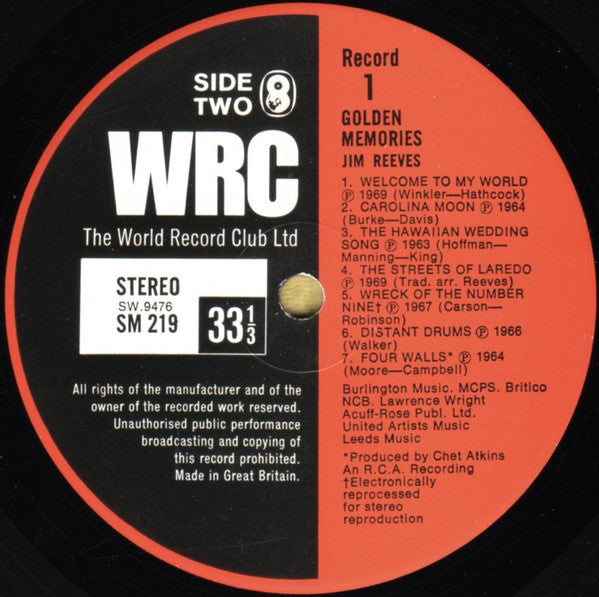 SIDE
TWO 8
WRC
The World Record Club Ltd
STEREO
SW.9476
SM 219
33 1/3
All rights of the manufacturer and of the
owner of the recorded work reserved.
Unauthorised public performance
broadcasting and copying of
this record prohibited.
Made in Great Britain.
Record
1
GOLDEN
MEMORIES
JIM REEVES
1. WELCOME TO MY WORLD
Ⓟ 1969 (Winkler—Hathcock)
2. CAROLINA MOON Ⓟ 1964
(Burke—Davis)
3. THE HAWAIIAN WEDDING
SONG Ⓟ 1963 (Hoffman—
Manning—King)
4. THE STREETS OF LAREDO
Ⓟ 1969 (Trad. arr. Reeves)
5. WRECK OF THE NUMBER
NINE† Ⓟ 1967 (Carson—
Robinson)
6. DISTANT DRUMS Ⓟ 1966
(Walker)
7. FOUR WALLS* Ⓟ 1964
(Moore—Campbell)
Burlington Music. MCPS. Britico
NCB. Lawrence Wright
Acuff-Rose Publ. Ltd.
United Artists Music
Leeds Music
*Produced by Chet Atkins
An R.C.A. Recording
†Electronically
reprocessed
for stereo
reproduction